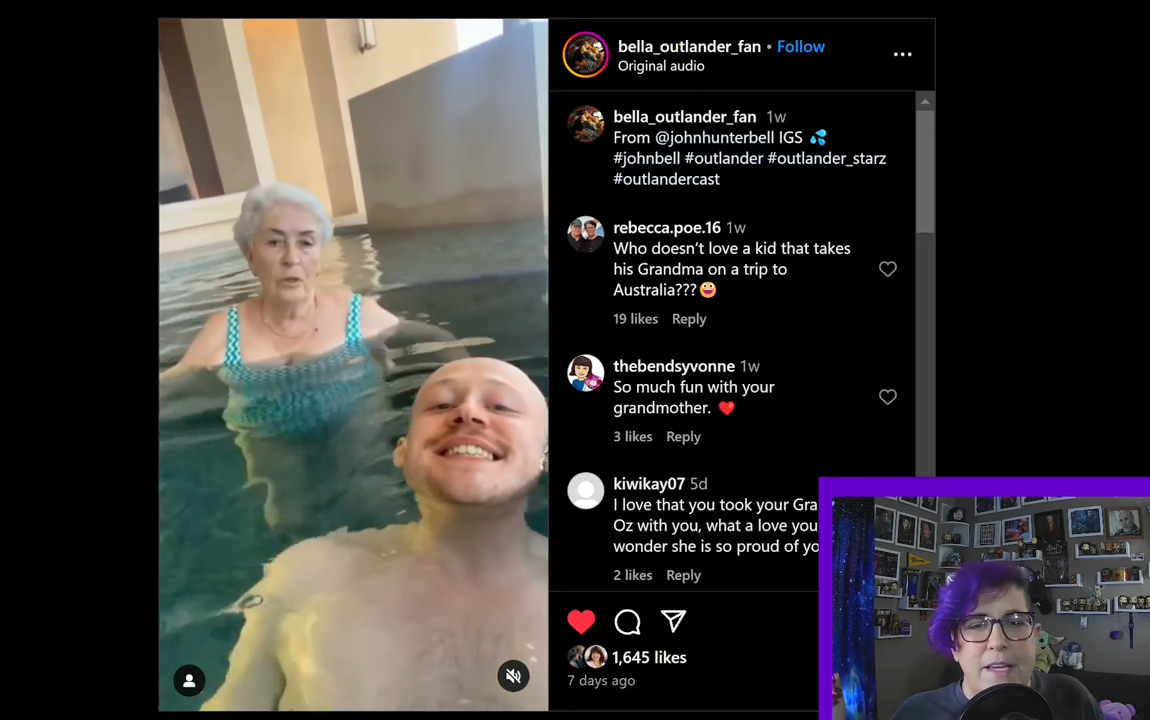 bella_outlander_fan • Follow
Original audio
bella_outlander_fan 1w
From @johnhunterbell IGS 💦
#johnbell #outlander #outlander_starz
#outlandercast
rebecca.poe.16 1w
Who doesn’t love a kid that takes
his Grandma on a trip to
Australia???😀
19 likes Reply
thebendsyvonne 1w
So much fun with your
grandmother. ❤️
3 likes Reply
kiwikay07 5d
I love that you took your
Oz with you, what a love you
wonder she is so proud of
2 likes Reply
1,645 likes
7 days ago